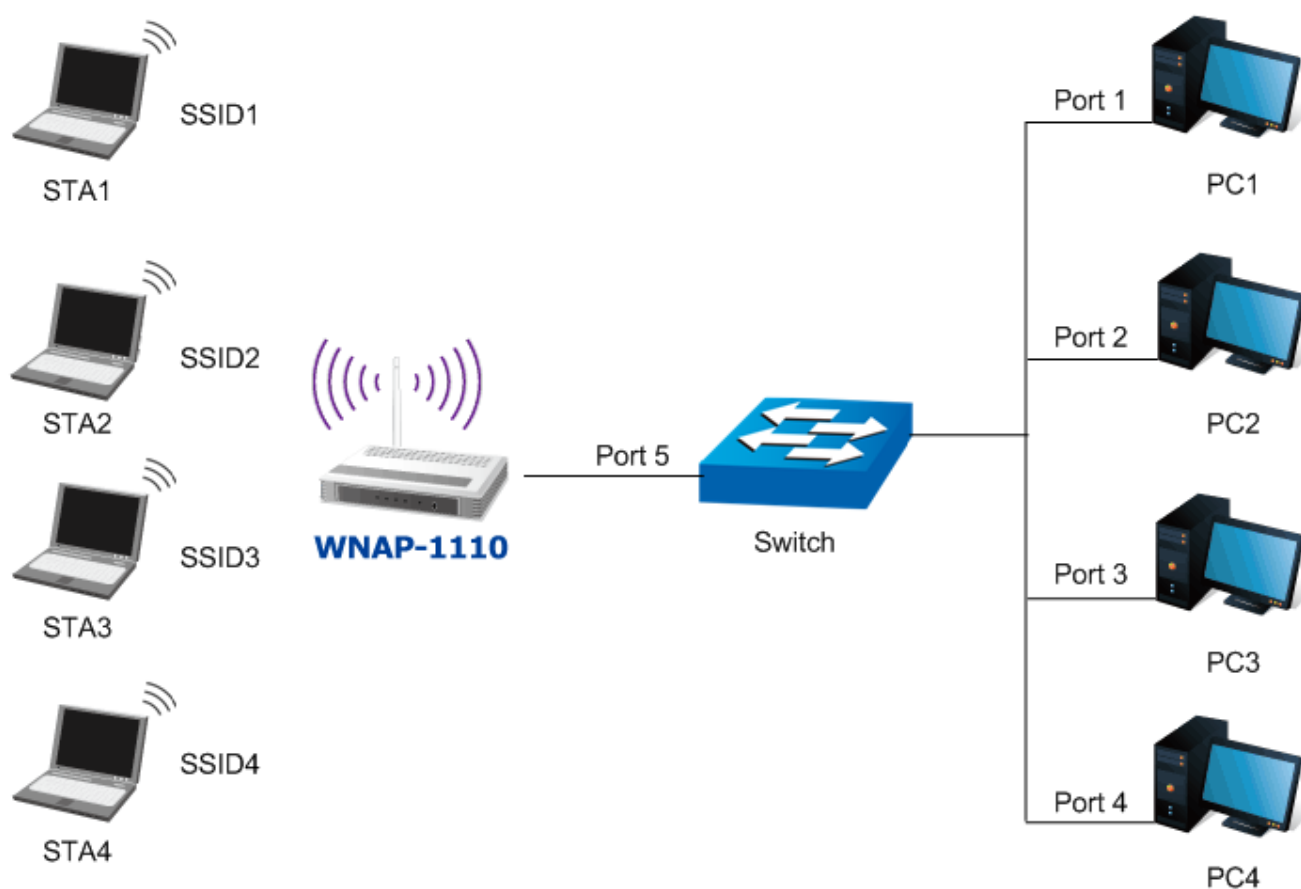 SSID1
STA1
SSID2
STA2
SSID3
STA3
SSID4
STA4
WNAP-1110
Port 5
Switch
Port 1
PC1
Port 2
PC2
Port 3
PC3
Port 4
PC4